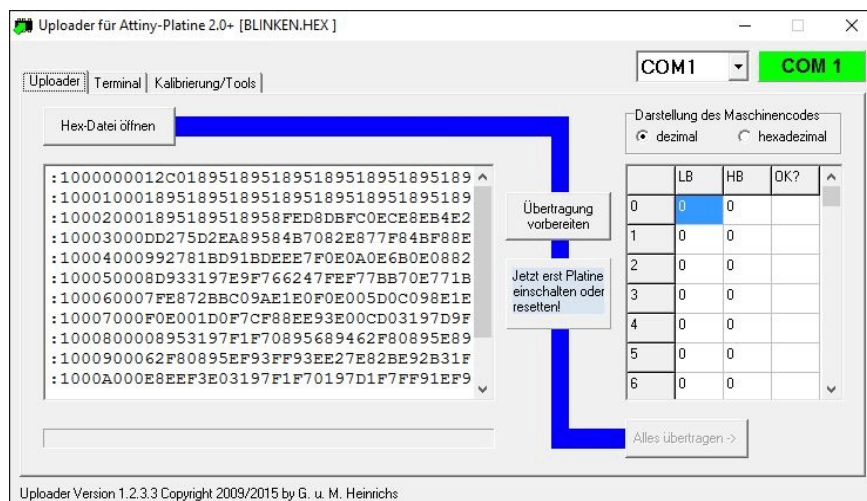 Uploader für Attiny-Platine 2.0+ [BLINKEN.HEX ]
COM1
COM 1
Uploader
Terminal
Kalibrierung/Tools
Hex-Datei öffnen
Darstellung des Maschinencodes
dezimal
hexadezimal
:1000000012C018951895189518951895189518951895189
:10001000189518951895189518951895189518951895189
:1000200018951895189518958FED8DBFC0ECE8EB4E2
:10003000DD275D2EA89584B7082E877F84BF88E
:10004000992781BD91BDEEE7F0E0A0E6B0E0882
:100050008D933197E9F766247FEF77BB70E771B
:100060007FE872BBC09AE1E0F0E005D0C098E1E
:10007000F0E001D0F7CF88EE93E00CD03197D9F
:1000800008953197F1F70895689462F80895E89
:1000900062F80895EF93FF93EE27E82BE92B31F
:1000A000E8EEF3E03197F1F70197D1F7FF91EF9
Übertragung vorbereiten
Jetzt erst Platine einschalten oder resetten!
LB HB OK?
0 0 0
1 0 0
2 0 0
3 0 0
4 0 0
5 0 0
6 0 0
Alles übertragen ->
Uploader Version 1.2.3.3 Copyright 2009/2015 by G. u. M. Heinrichs